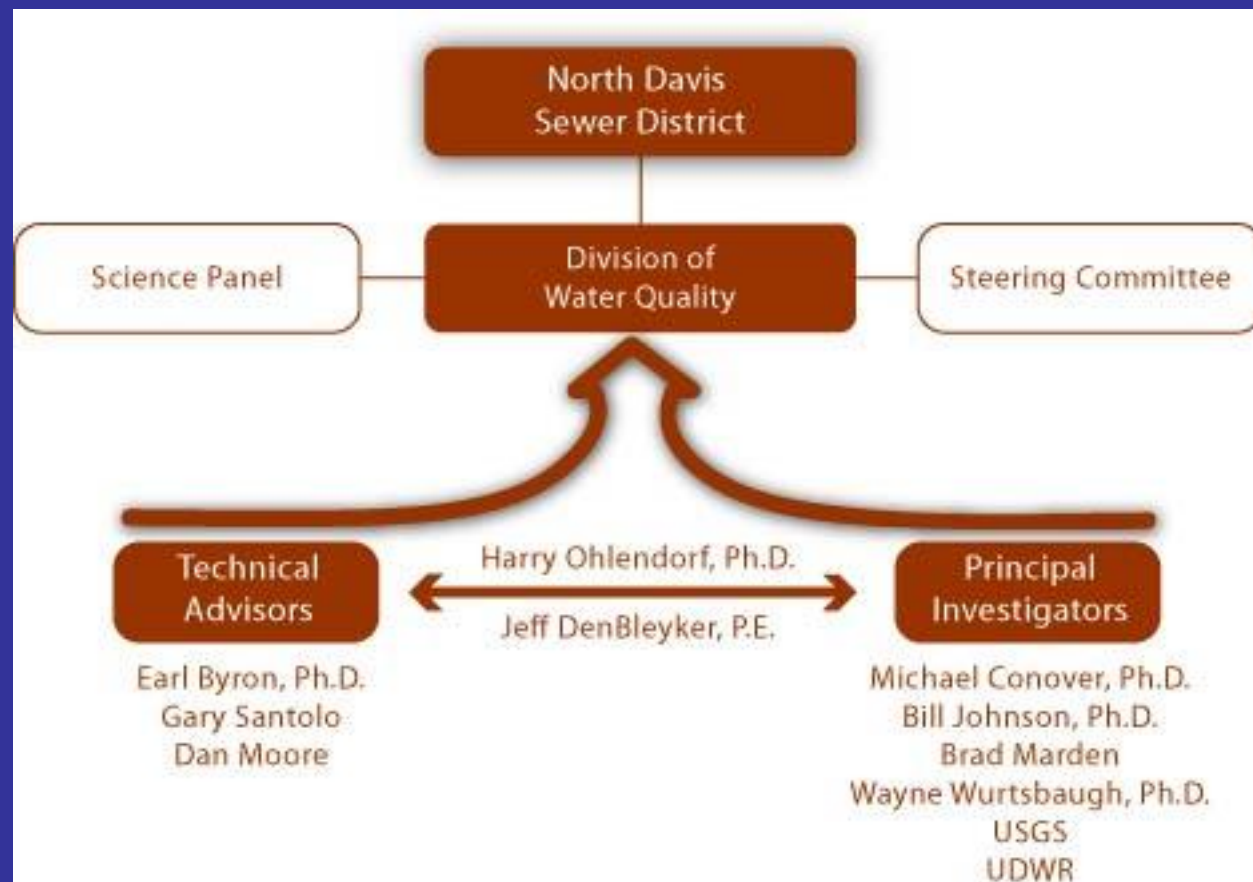 North Davis
Sewer District
Science Panel
Division of
Water Quality
Steering Committee
Technical
Advisors
Harry Ohlendorf, Ph.D.
Jeff DenBleyker, P.E.
Principal
Investigators
Earl Byron, Ph.D.
Gary Santolo
Dan Moore
Michael Conover, Ph.D.
Bill Johnson, Ph.D.
Brad Marden
Wayne Wurtsbaugh, Ph.D.
USGS
UDWR